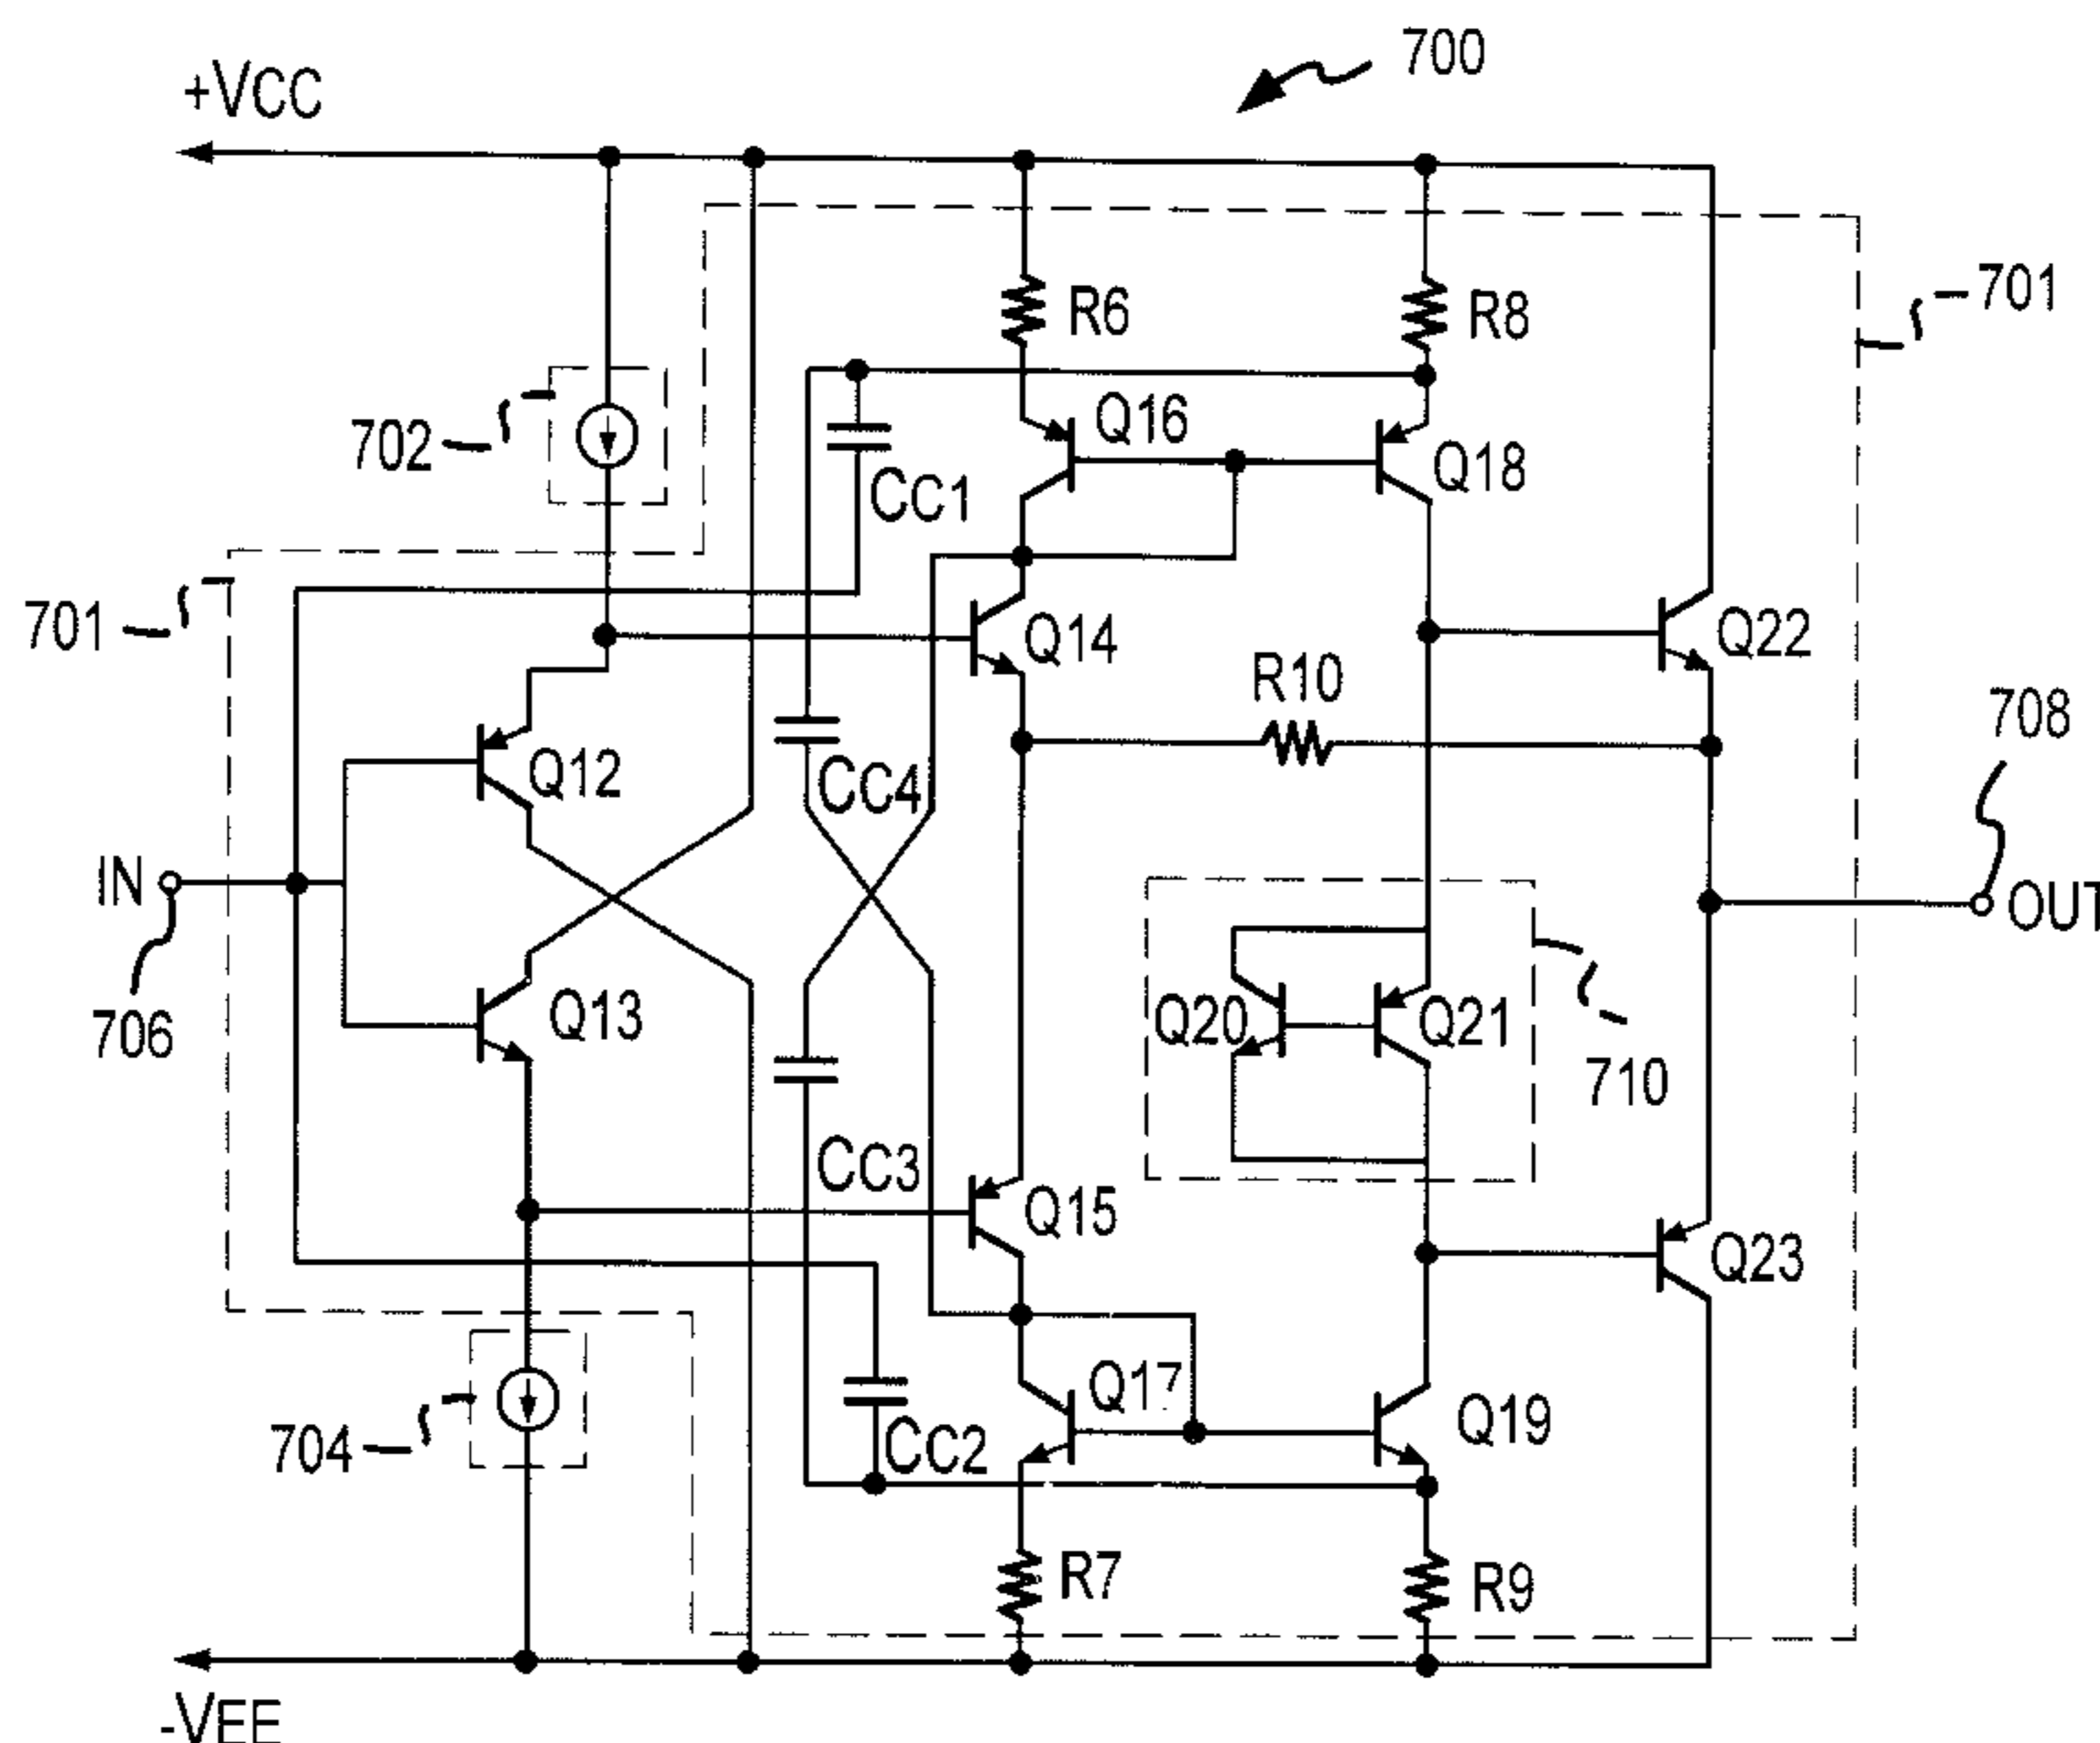 700
+VCC
R6
R8
701
Q16
702
Q18
CC1
701
Q14
Q22
R10
708
Q12
CC4
IN
OUT
Q13
Q20
Q21
706
710
CC3
Q15
Q23
Q17
704
CC2
Q19
R7
R9
-VEE